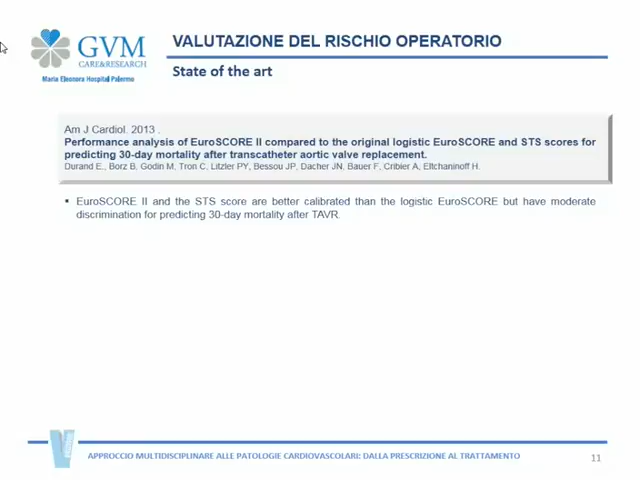 GVM
CARE&RESEARCH
Maria Eleonora Hospital Palermo
VALUTAZIONE DEL RISCHIO OPERATORIO
State of the art
Am J Cardiol. 2013 .
Performance analysis of EuroSCORE II compared to the original logistic EuroSCORE and STS scores for
predicting 30-day mortality after transcatheter aortic valve replacement.
Durand E., Borz B, Godin M, Tron C, Litzler PY, Bessou JP, Dacher JN, Bauer F, Cribier A, Eltchaninoff H.
▪ EuroSCORE II and the STS score are better calibrated than the logistic EuroSCORE but have moderate
discrimination for predicting 30-day mortality after TAVR.
APPROCCIO MULTIDISCIPLINARE ALLE PATOLOGIE CARDIOVASCOLARI: DALLA PRESCRIZIONE AL TRATTAMENTO
11